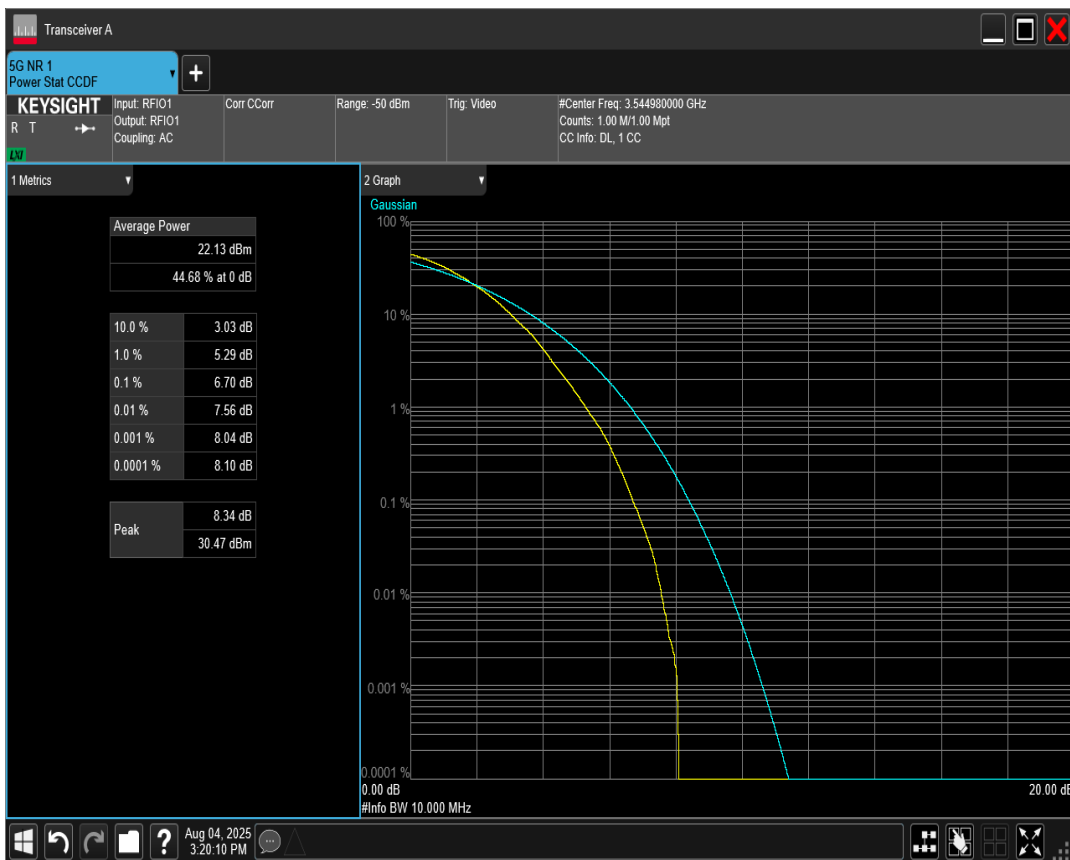 Transceiver A
5G NR 1
Power Stat CCDF
KEYSIGHT
R T
LXI
Input: RFIO1
Output: RFIO1
Coupling: AC
Corr CCorr
Range: -50 dBm
Trig: Video
#Center Freq: 3.544980000 GHz
Counts: 1.00 M/1.00 Mpt
CC Info: DL, 1 CC
1 Metrics
Average Power
22.13 dBm
44.68 % at 0 dB
10.0 % 3.03 dB
1.0 % 5.29 dB
0.1 % 6.70 dB
0.01 % 7.56 dB
0.001 % 8.04 dB
0.0001 % 8.10 dB
Peak
8.34 dB
30.47 dBm
2 Graph
Gaussian
100 %
10 %
1 %
0.1 %
0.01 %
0.001 %
0.0001 %
0.00 dB 20.00 dB
#Info BW 10.000 MHz
?
Aug 04, 2025
3:20:10 PM